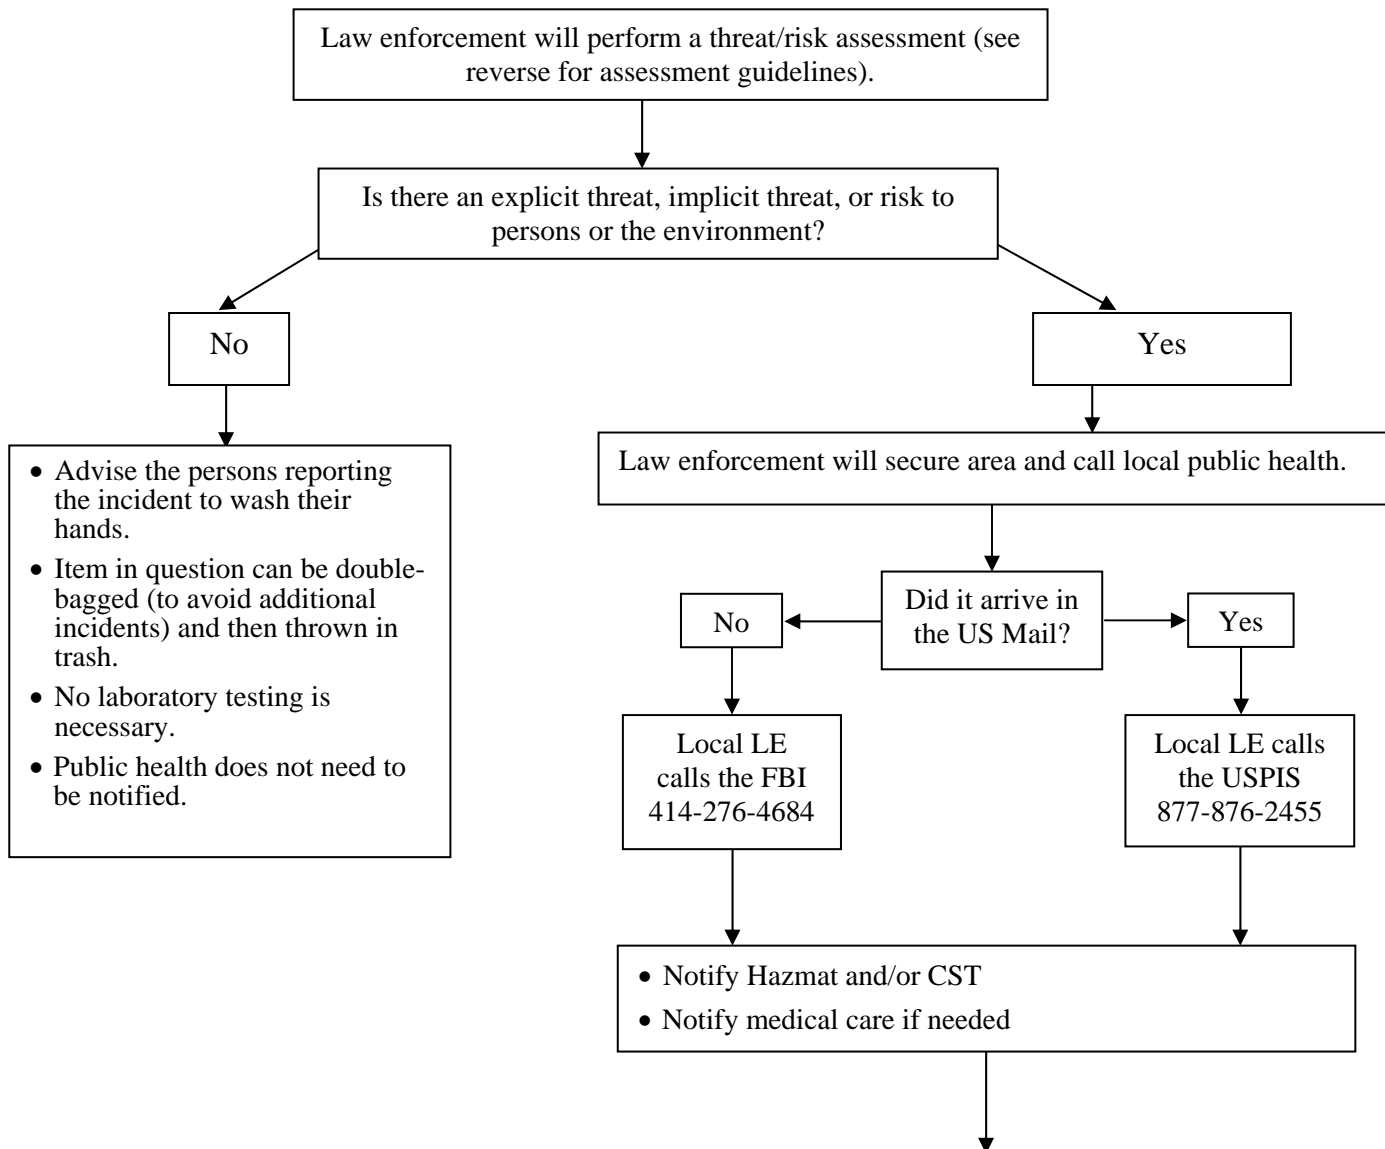 Law enforcement will perform a threat/risk assessment (see
reverse for assessment guidelines).
Is there an explicit threat, implicit threat, or risk to
persons or the environment?
No
Yes
• Advise the persons reporting
the incident to wash their
hands.
• Item in question can be double-
bagged (to avoid additional
incidents) and then thrown in
trash.
• No laboratory testing is
necessary.
• Public health does not need to
be notified.
Law enforcement will secure area and call local public health.
Did it arrive in
the US Mail?
No
Yes
Local LE
calls the FBI
414-276-4684
Local LE calls
the USPIS
877-876-2455
• Notify Hazmat and/or CST
• Notify medical care if needed